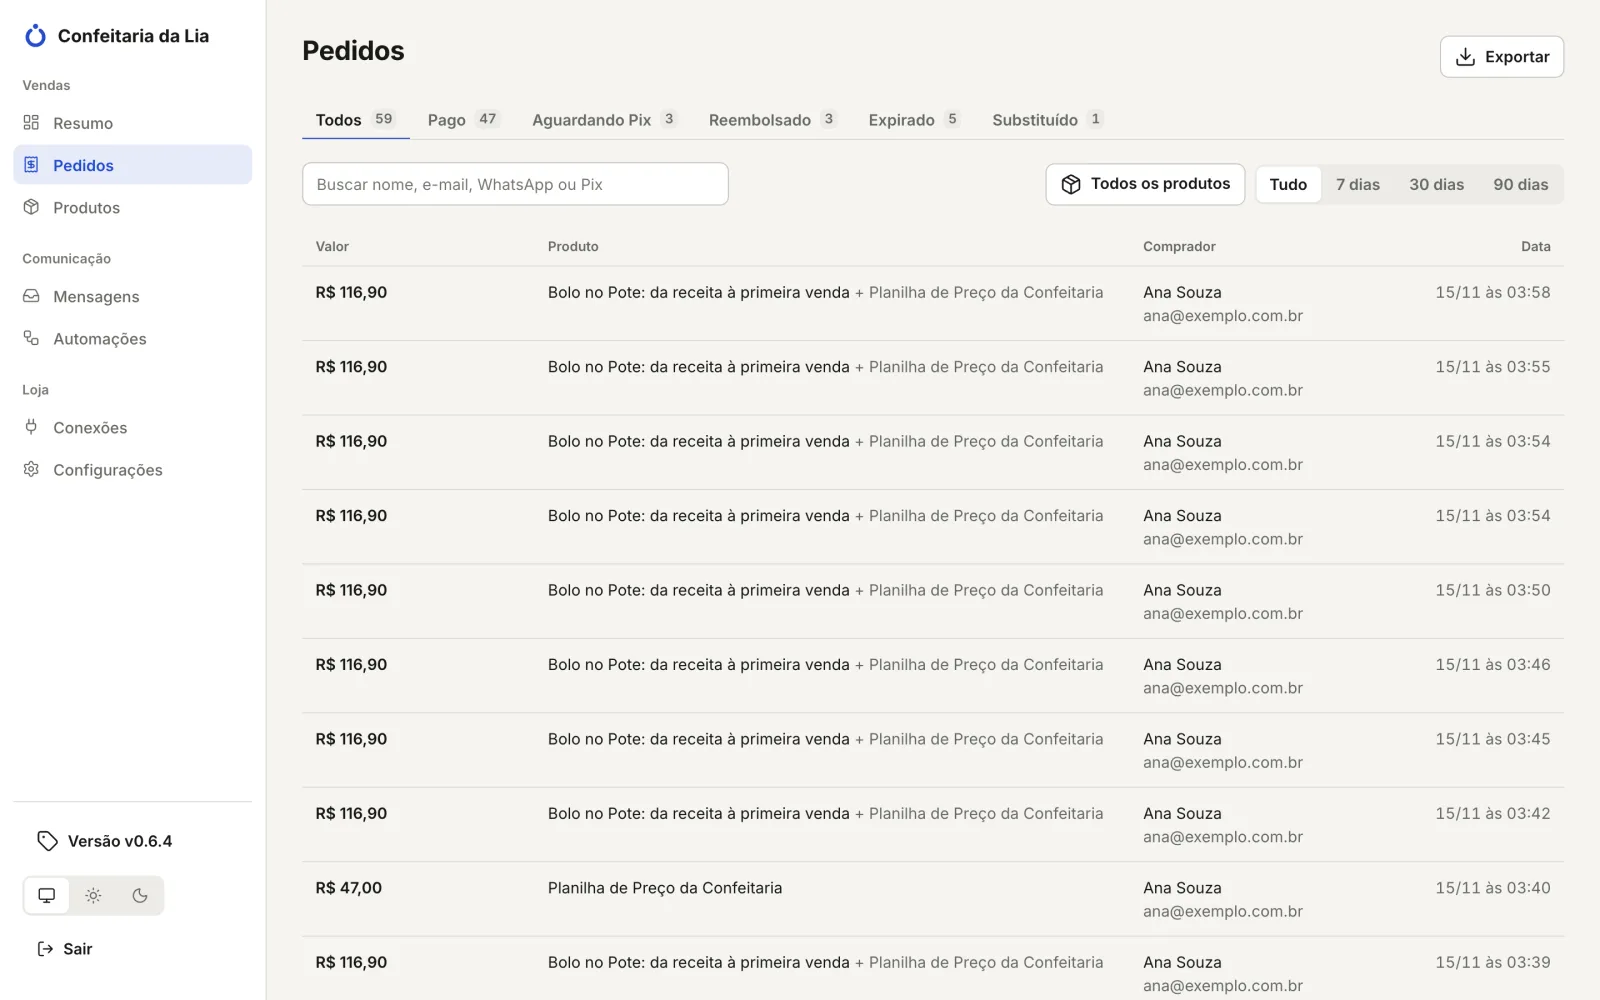 Confeitaria da Lia
Vendas
Resumo
Pedidos
Produtos
Comunicação
Mensagens
Automações
Loja
Conexões
Configurações
Versão v0.6.4
Sair
Pedidos
Exportar
Todos 59 Pago 47 Aguardando Pix 3 Reembolsado 3 Expirado 5 Substituído 1
Buscar nome, e-mail, WhatsApp ou Pix
Todos os produtos Tudo 7 dias 30 dias 90 dias
Valor Produto Comprador Data
R$ 116,90 Bolo no Pote: da receita à primeira venda + Planilha de Preço da Confeitaria Ana Souza 15/11 às 03:58
ana@exemplo.com.br
R$ 116,90 Bolo no Pote: da receita à primeira venda + Planilha de Preço da Confeitaria Ana Souza 15/11 às 03:55
ana@exemplo.com.br
R$ 116,90 Bolo no Pote: da receita à primeira venda + Planilha de Preço da Confeitaria Ana Souza 15/11 às 03:54
ana@exemplo.com.br
R$ 116,90 Bolo no Pote: da receita à primeira venda + Planilha de Preço da Confeitaria Ana Souza 15/11 às 03:54
ana@exemplo.com.br
R$ 116,90 Bolo no Pote: da receita à primeira venda + Planilha de Preço da Confeitaria Ana Souza 15/11 às 03:50
ana@exemplo.com.br
R$ 116,90 Bolo no Pote: da receita à primeira venda + Planilha de Preço da Confeitaria Ana Souza 15/11 às 03:46
ana@exemplo.com.br
R$ 116,90 Bolo no Pote: da receita à primeira venda + Planilha de Preço da Confeitaria Ana Souza 15/11 às 03:45
ana@exemplo.com.br
R$ 116,90 Bolo no Pote: da receita à primeira venda + Planilha de Preço da Confeitaria Ana Souza 15/11 às 03:42
ana@exemplo.com.br
R$ 47,00 Planilha de Preço da Confeitaria Ana Souza 15/11 às 03:40
ana@exemplo.com.br
R$ 116,90 Bolo no Pote: da receita à primeira venda + Planilha de Preço da Confeitaria Ana Souza 15/11 às 03:39
ana@exemplo.com.br